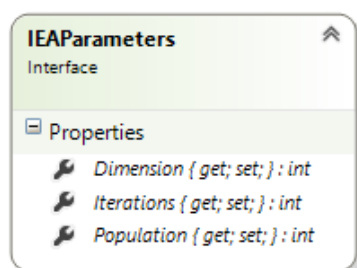 IEAParameters
Interface
Properties
Dimension { get; set; } : int
Iterations { get; set; } : int
Population { get; set; } : int